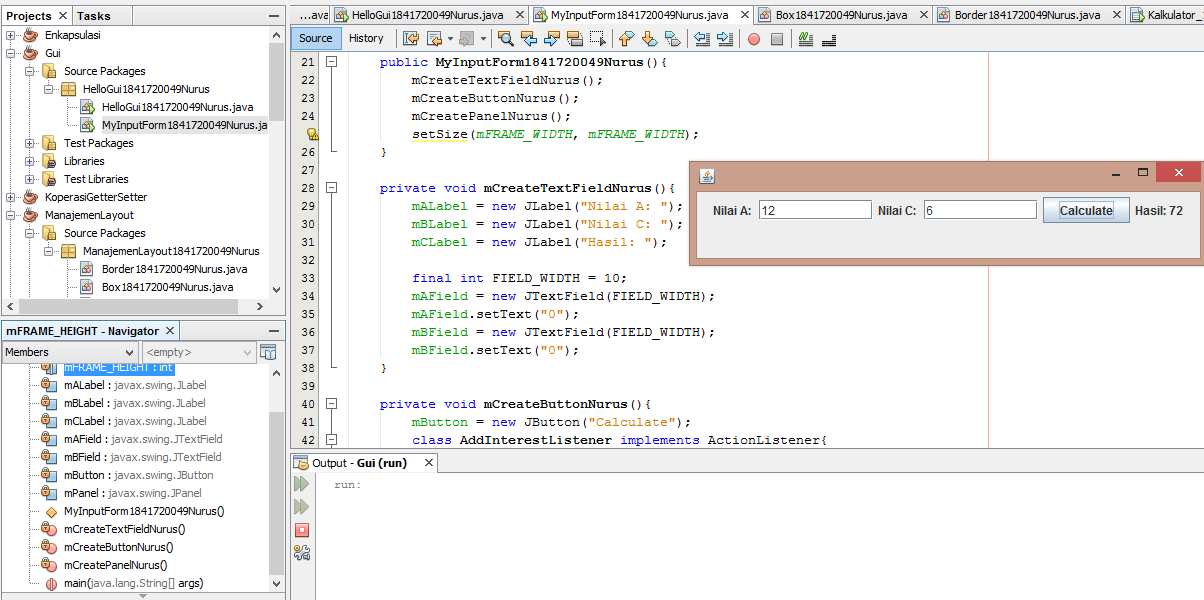 Projects × Tasks
Enkapsulasi
Gui
Source Packages
HelloGui1841720049Nurus
HelloGui1841720049Nurus.java
MyInputForm1841720049Nurus.ja
Test Packages
Libraries
Test Libraries
KoperasiGetterSetter
ManajemenLayout
Source Packages
ManajemenLayout1841720049Nurus
Border1841720049Nurus.java
Box1841720049Nurus.java
mFRAME_HEIGHT - Navigator ×
Members <empty>
mFRAME_HEIGHT : int
mALabel : javax.swing.JLabel
mBLabel : javax.swing.JLabel
mCLabel : javax.swing.JLabel
mAField : javax.swing.JTextField
mBField : javax.swing.JTextField
mButton : javax.swing.JButton
mPanel : javax.swing.JPanel
MyInputForm1841720049Nurus()
mCreateTextFieldNurus()
mCreateButtonNurus()
mCreatePanelNurus()
main(java.lang.String[] args)
...ava HelloGui1841720049Nurus.java × MyInputForm1841720049Nurus.java × Box1841720049Nurus.java × Border1841720049Nurus.java × Kalkulator_
Source History
21 public MyInputForm1841720049Nurus(){
22 mCreateTextFieldNurus();
23 mCreateButtonNurus();
24 mCreatePanelNurus();
setSize(mFRAME_WIDTH, mFRAME_WIDTH);
26 }
27
28 private void mCreateTextFieldNurus(){
29 mALabel = new JLabel("Nilai A: ");
30 mBLabel = new JLabel("Nilai C: ");
31 mCLabel = new JLabel("Hasil: ");
32
33 final int FIELD_WIDTH = 10;
34 mAField = new JTextField(FIELD_WIDTH);
35 mAField.setText("0");
36 mBField = new JTextField(FIELD_WIDTH);
37 mBField.setText("0");
38 }
39
40 private void mCreateButtonNurus(){
41 mButton = new JButton("Calculate");
42 class AddInterestListener implements ActionListener{
Nilai A: 12 Nilai C: 6 Calculate Hasil: 72
Output - Gui (run) ×
run: